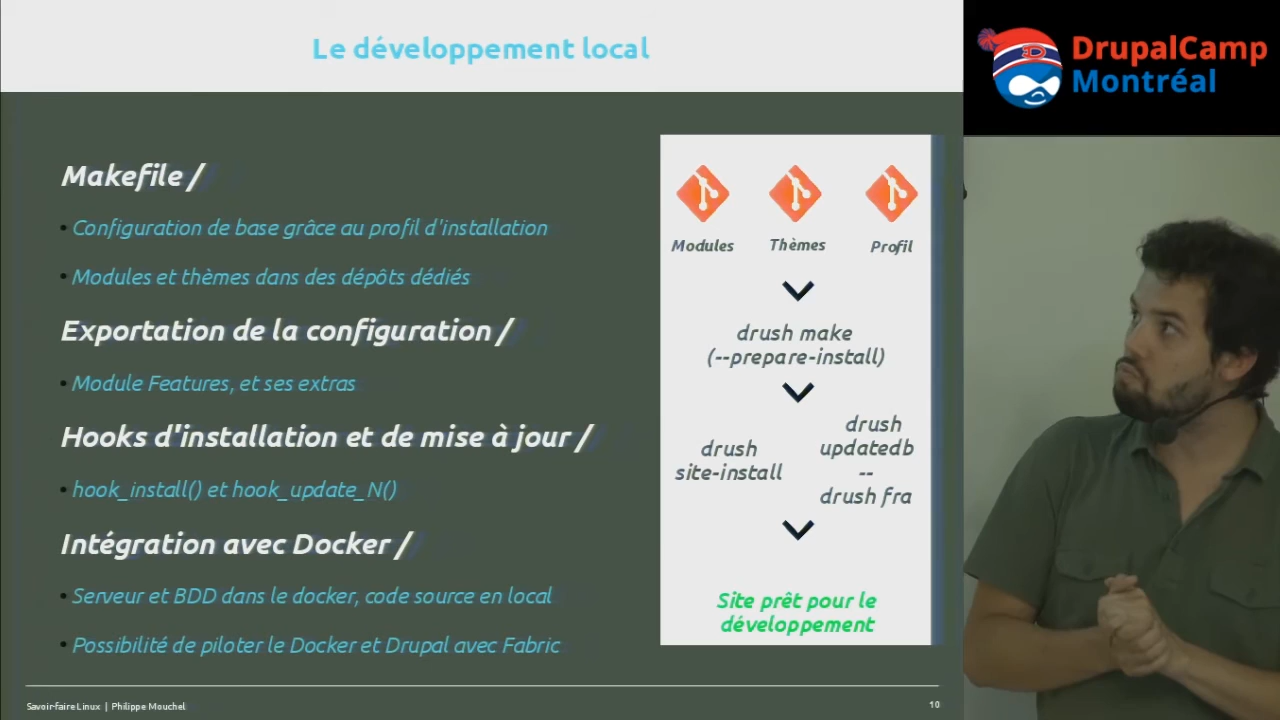 Le développement local
DrupalCamp
Montréal
Makefile /
• Configuration de base grâce au profil d'installation
• Modules et thèmes dans des dépôts dédiés
Exportation de la configuration /
• Module Features, et ses extras
Hooks d'installation et de mise à jour /
• hook_install() et hook_update_N()
Intégration avec Docker /
• Serveur et BDD dans le docker, code source en local
• Possibilité de piloter le Docker et Drupal avec Fabric
Modules
Thèmes
Profil
drush make
(--prepare-install)
drush
site-install
drush
updatedb
--
drush fra
Site prêt pour le
développement
Savoir-faire Linux | Philippe Mouchel
10